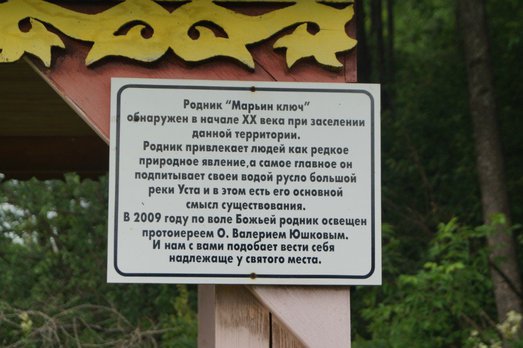 Родник "Марьин ключ"
обнаружен в начале XX века при заселении
данной территории.
Родник привлекает людей как редкое
природное явление,а самое главное он
подпитывает своеи водой русло большой
реки Уста и в этом есть его основной
смысл существования.
В 2009 году по воле Божьей родник освещен
протоиереем О. Валерием Юшковым.
И нам с вами подобает вести себя
надлежаще у святого места.